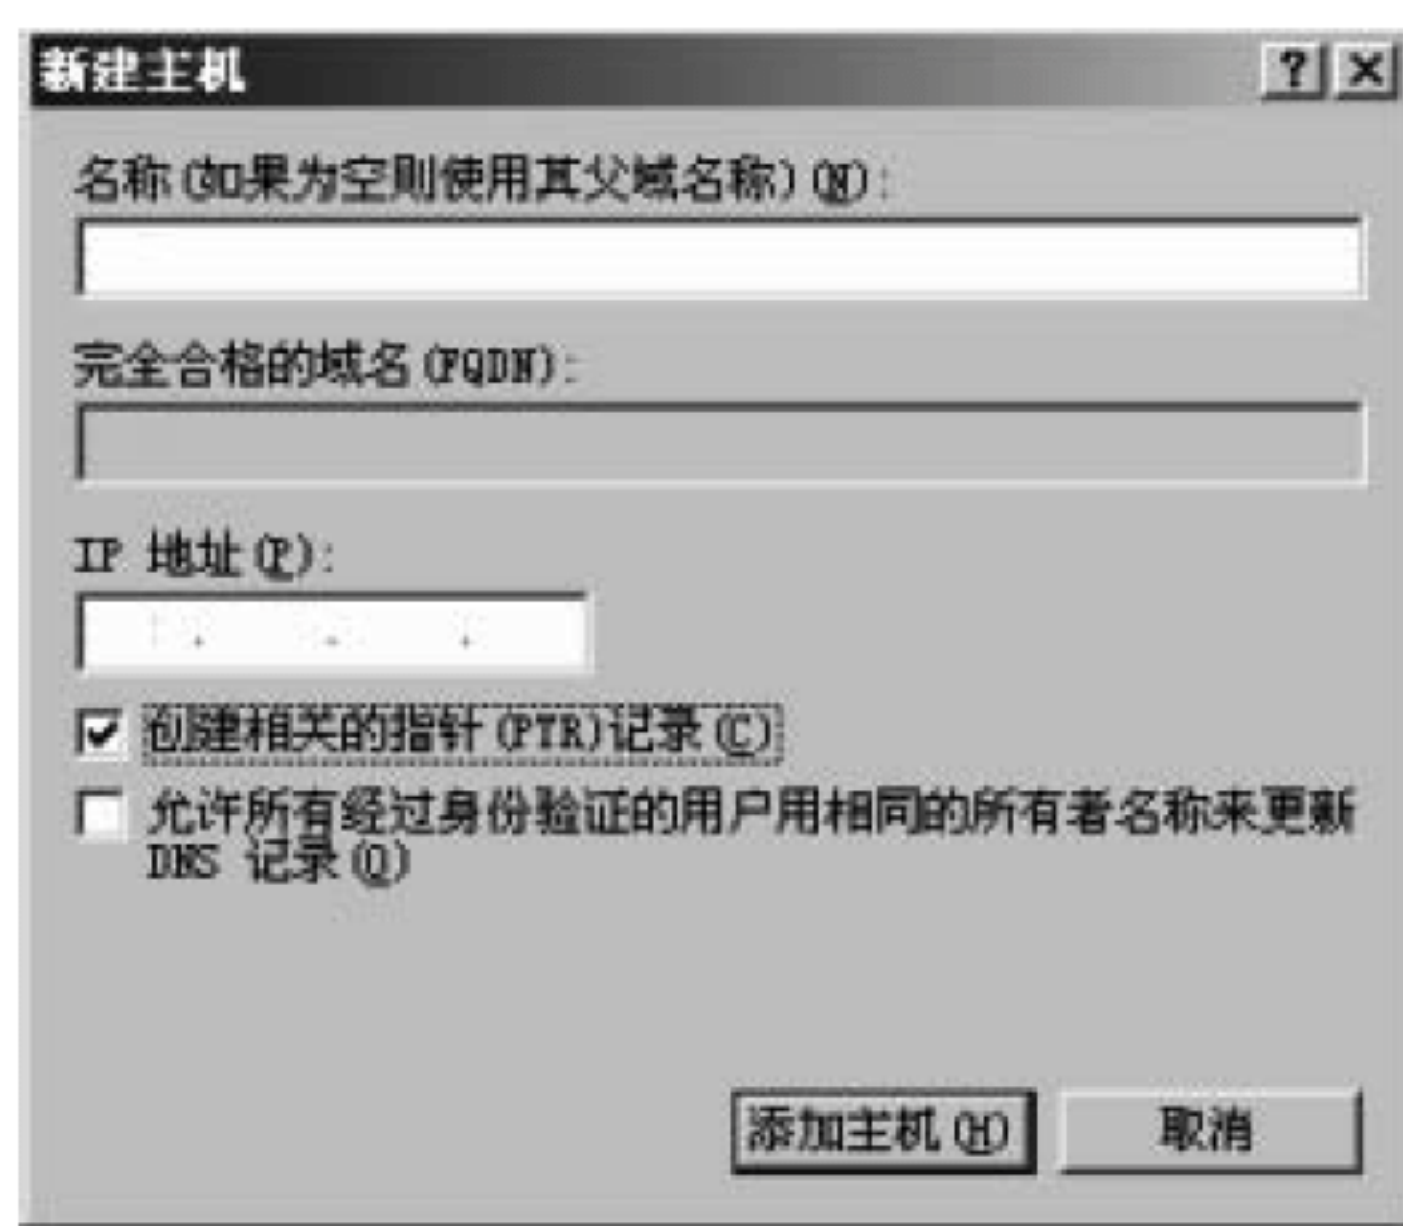 新建主机
名称(如果为空则使用其父域名称)(N):
完全合格的域名(FQDN):
IP 地址(P):
创建相关的指针(PTR)记录(C)
允许所有经过身份验证的用户用相同的所有者名称来更新
DNS 记录(O)
添加主机(H)
取消